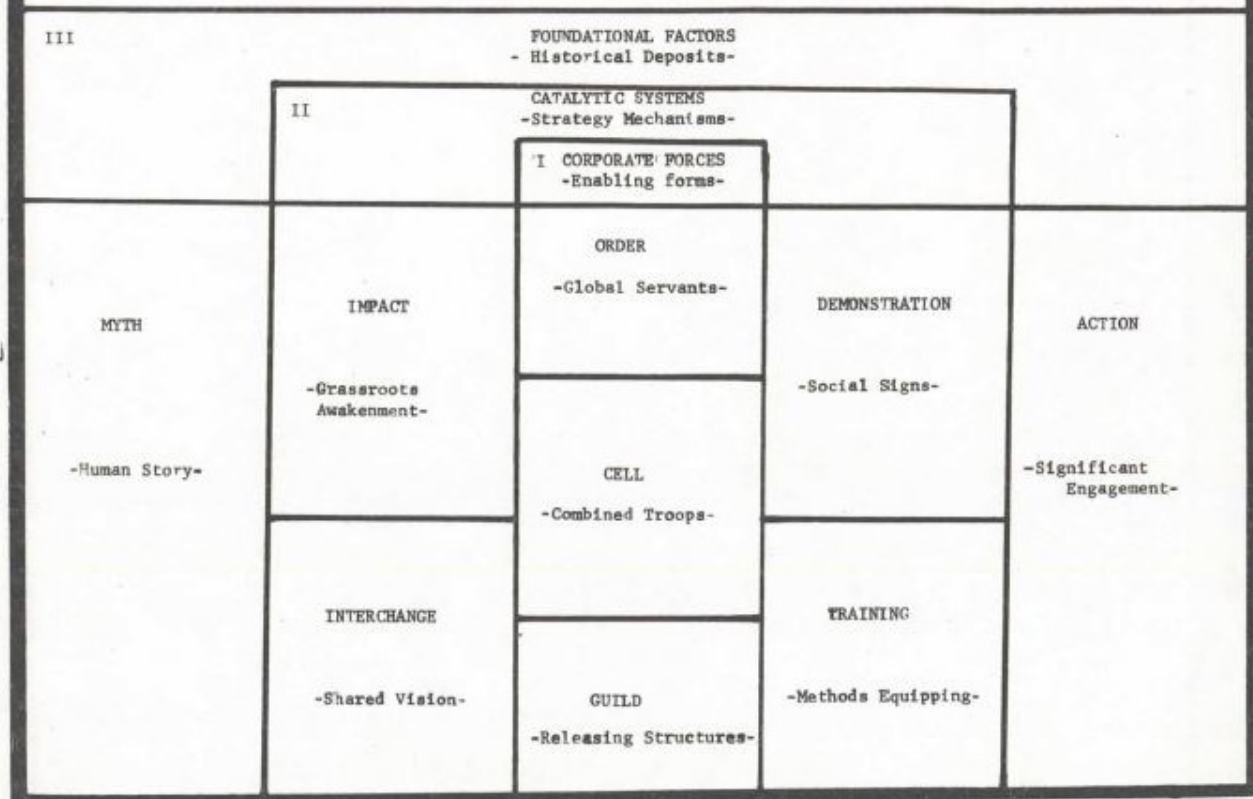 III
FOUNDATIONAL FACTORS
- Historical Deposits-
II
CATALYTIC SYSTEMS
-Strategy Mechanisms-
I CORPORATE FORCES
-Enabling forms-
MYTH
-Human Story-
IMPACT
-Grassroots
Awakenment-
INTERCHANGE
-Shared Vision-
ORDER
-Global Servants-
CELL
-Combined Troops-
GUILD
-Releasing Structures-
DEMONSTRATION
-Social Signs-
TRAINING
-Methods Equipping-
ACTION
-Significant
Engagement-